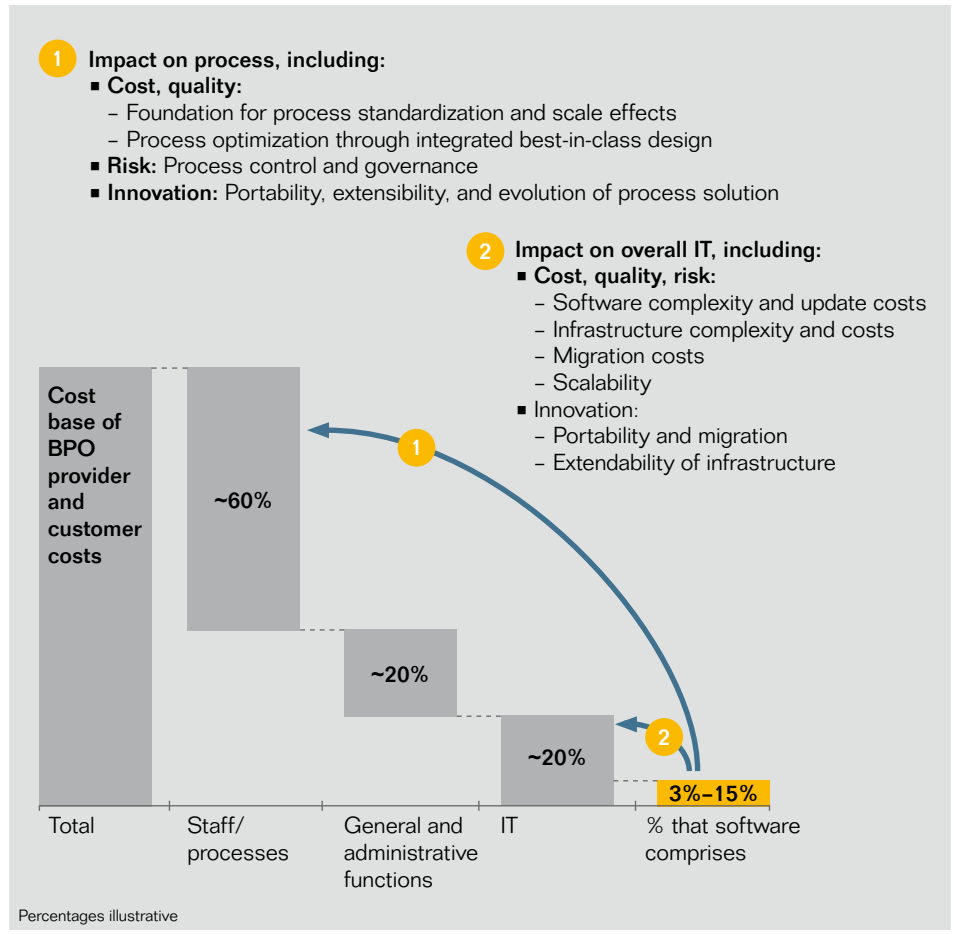 1 Impact on process, including:
▪ Cost, quality:
– Foundation for process standardization and scale effects
– Process optimization through integrated best-in-class design
▪ Risk: Process control and governance
▪ Innovation: Portability, extensibility, and evolution of process solution
2 Impact on overall IT, including:
▪ Cost, quality, risk:
– Software complexity and update costs
– Infrastructure complexity and costs
– Migration costs
– Scalability
▪ Innovation:
– Portability and migration
– Extendability of infrastructure
Cost
base of
BPO
provider
and
customer
costs
~60%
1
~20%
~20%
2
3%–15%
Total
Staff/
processes
General and
administrative
functions
IT
% that software
comprises
Percentages illustrative